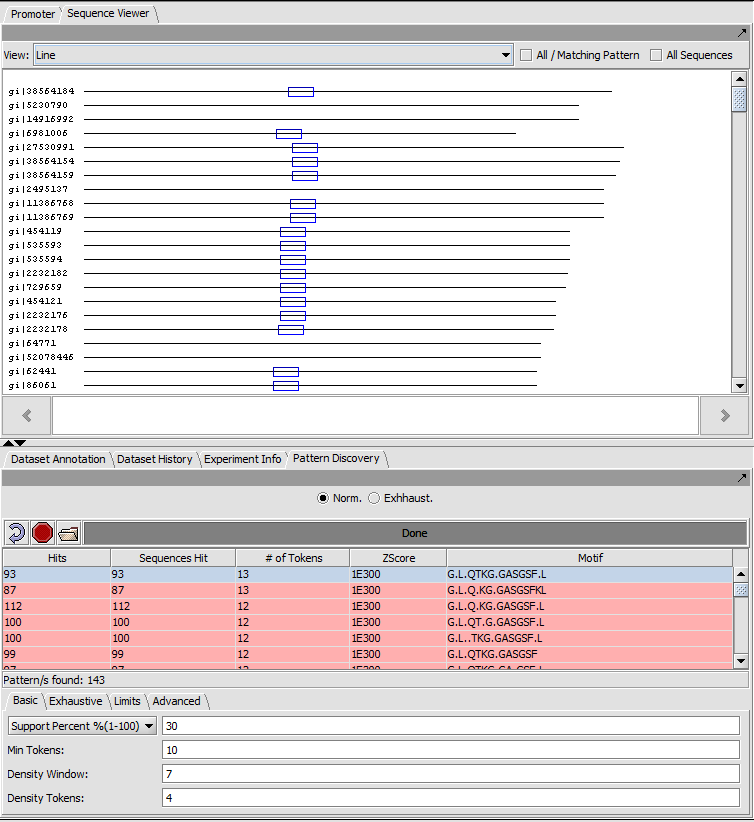 Promoter Sequence Viewer
View: Line All / Matching Pattern All Sequences
gi|38564184
gi|5230790
gi|14916992
gi|6981006
gi|27530991
gi|38564154
gi|38564159
gi|2495137
gi|11386768
gi|11386769
gi|454119
gi|535593
gi|535594
gi|2232182
gi|729659
gi|454121
gi|2232176
gi|2232178
gi|64771
gi|52078446
gi|62441
gi|86061
Dataset Annotation Dataset History Experiment Info Pattern Discovery
Norm. Exhhaust.
Done
Hits Sequences Hit # of Tokens ZScore Motif
93 93 13 1E300 G.L.QTKG.GASGSF.L
87 87 13 1E300 G.L.Q.KG.GASGSFKL
112 112 12 1E300 G.L.Q.KG.GASGSF.L
100 100 12 1E300 G.L.QT.G.GASGSF.L
100 100 12 1E300 G.L..TKG.GASGSF.L
99 99 12 1E300 G.L.QTKG.GASGSF
97 97 12 1E300 G.L.QTKG.GA.GSF.L
Pattern/s found: 143
Basic Exhaustive Limits Advanced
Support Percent %(1-100) 30
Min Tokens: 10
Density Window: 7
Density Tokens: 4